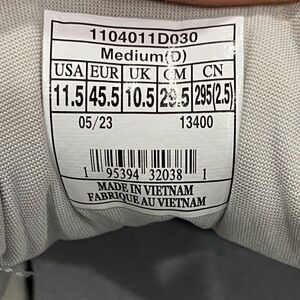 1104011D030
Medium(D)
USA EUR UK CM CN
11.5 45.5 10.5 29.5 295(2.5)
05/23 13400
1 95394 32038 1
MADE IN VIETNAM
FABRIQUE AU VIETNAM